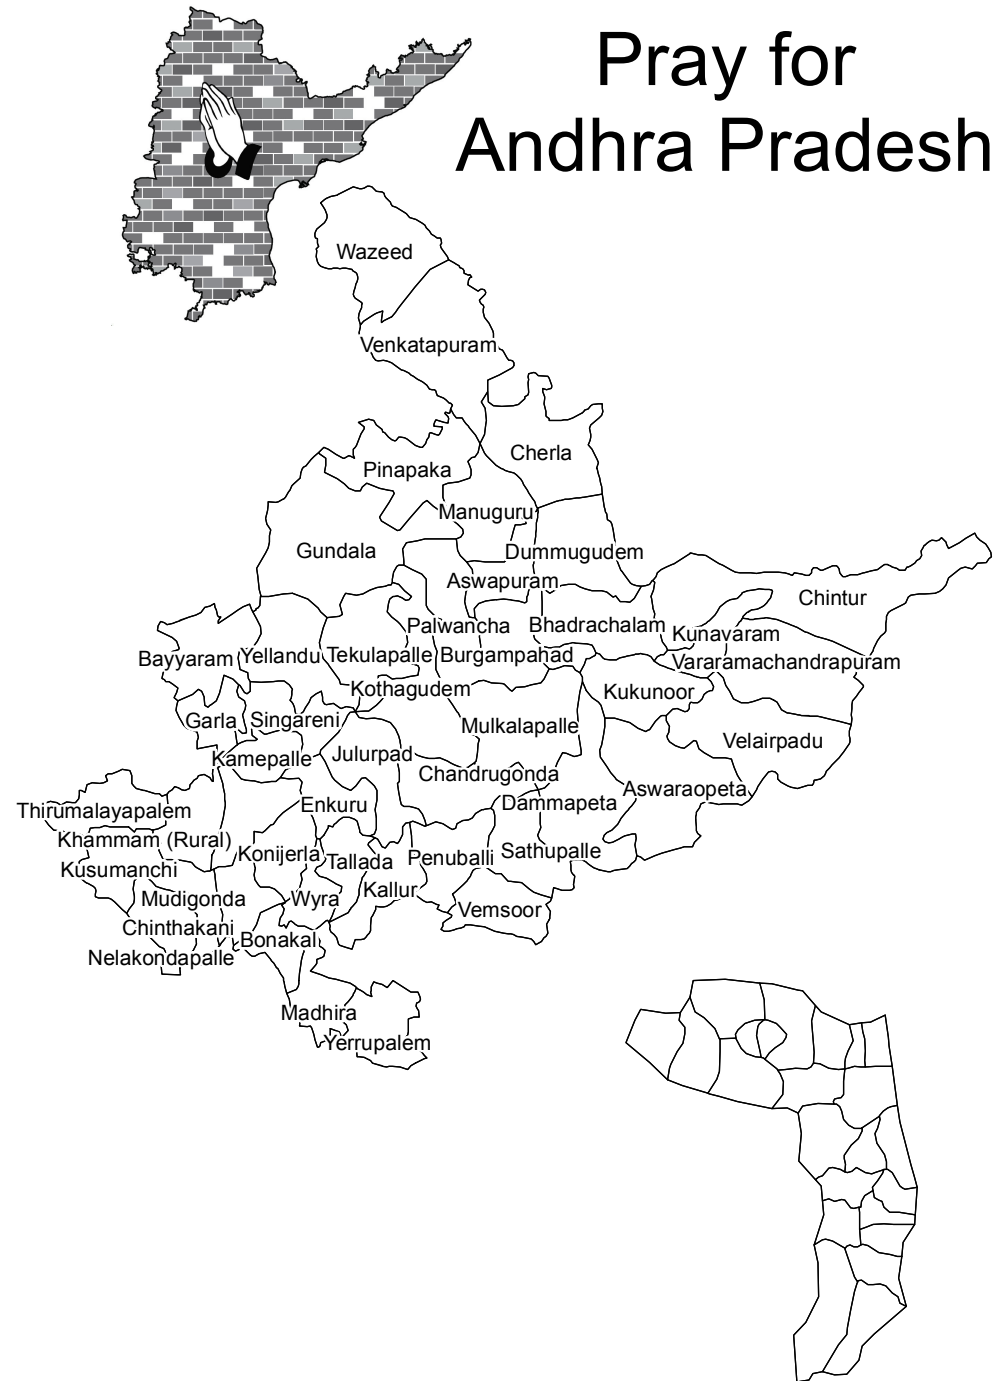 Pray for
Andhra Pradesh
Wazeed
Venkatapuram
Cherla
Pinapaka
Manuguru
Gundala
Dummugudem
Aswapuram
Chintur
Palwancha
Bhadrachalam
Kunavaram
Bayyaram
Yellandu
Tekulapalle
Burgampahad
Vararamachandrapuram
Kothagudem
Kukunoor
Garla
Singareni
Mulkalapalle
Velairpadu
Kamepalle
Julurpad
Chandrugonda
Aswaraopeta
Thirumalayapalem
Enkuru
Dammapeta
Khammam (Rural)
Konijerla
Tallada
Penuballi
Sathupalle
Kusumanchi
Kallur
Mudigonda
Wyra
Vemsoor
Chinthakani
Bonakal
Nelakondapalle
Madhira
Yerrupalem